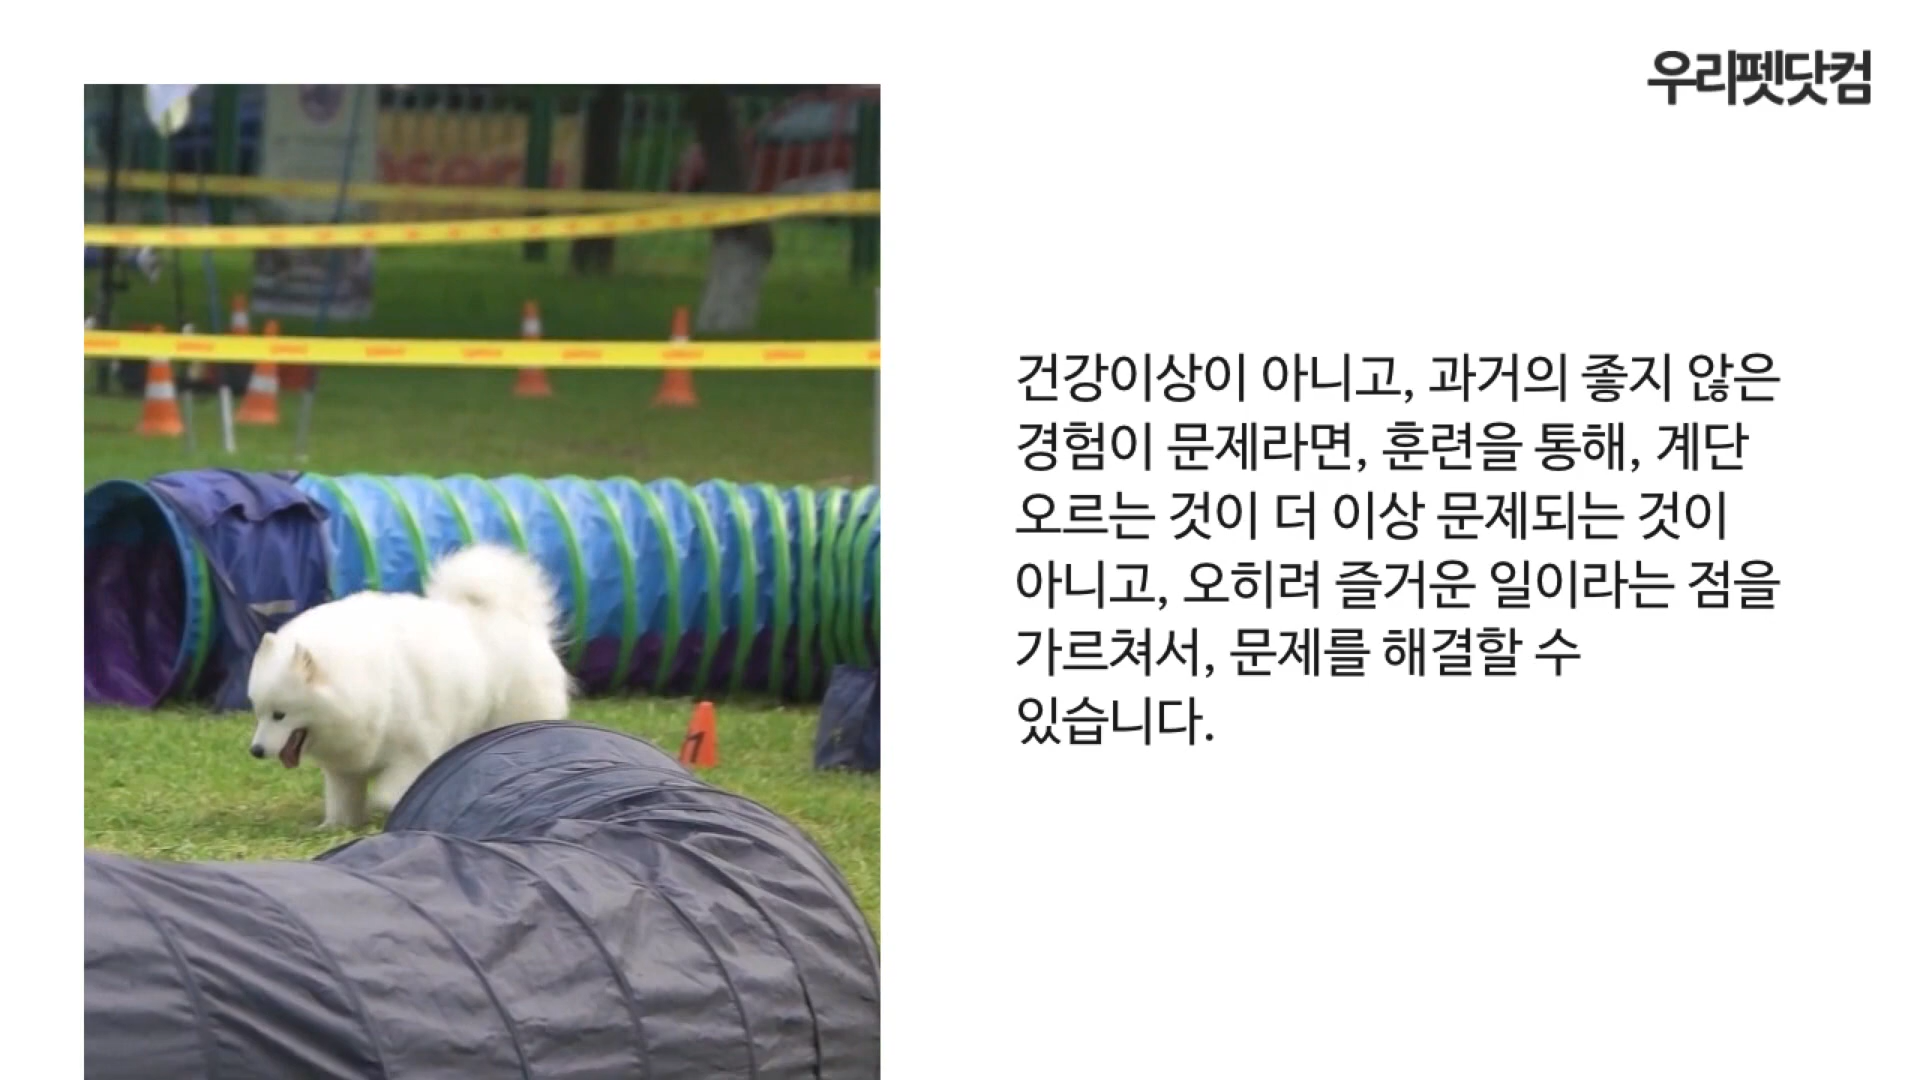 우리펫닷컴
건강이상이 아니고, 과거의 좋지 않은
경험이 문제라면, 훈련을 통해, 계단
오르는 것이 더 이상 문제되는 것이
아니고, 오히려 즐거운 일이라는 점을
가르쳐서, 문제를 해결할 수
있습니다.
1